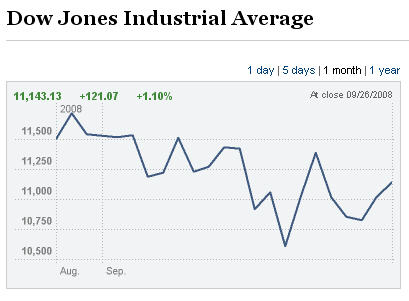 Dow Jones Industrial Average
1 day | 5 days | 1 month | 1 year
11,143.13 +121.07 +1.10% At close 09/26/2008
2008
11,500
11,250
11,000
10,750
10,500
Aug. Sep.